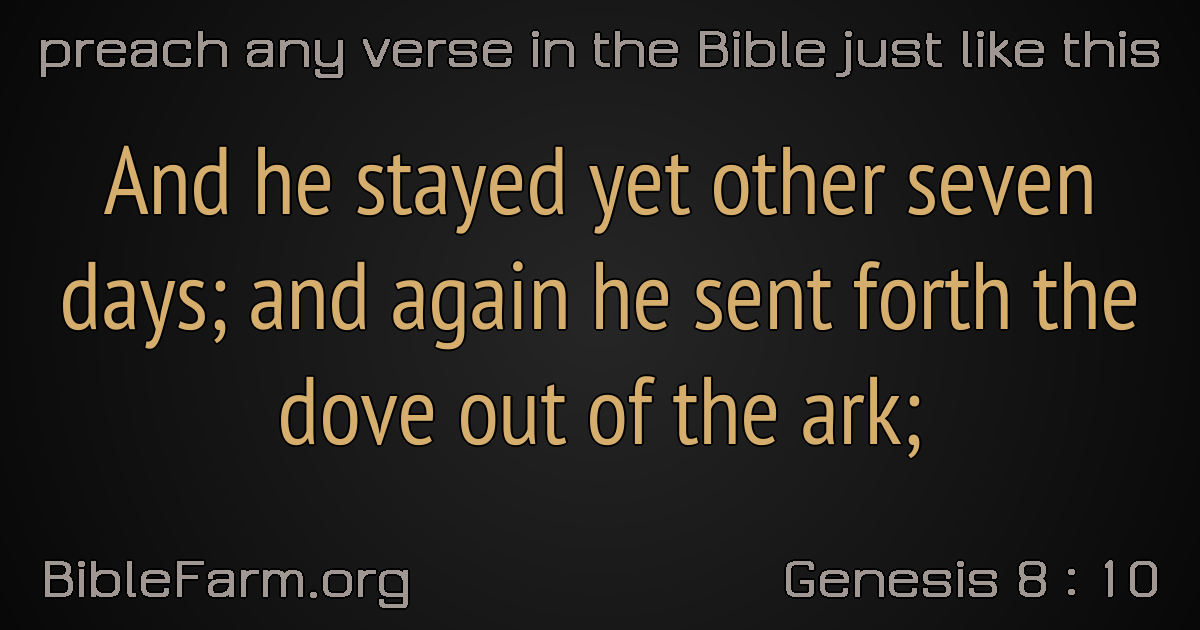 preach any verse in the Bible just like this
And he stayed yet other seven
days; and again he sent forth the
dove out of the ark;
BibleFarm.org
Genesis 8 : 10